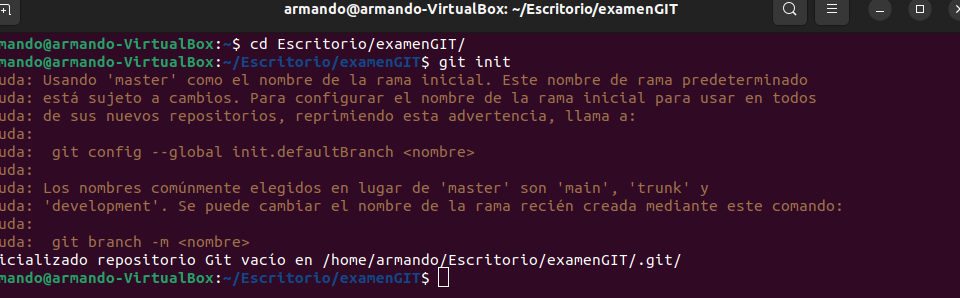 armando@armando-VirtualBox: ~/Escritorio/examenGIT
mando@armando-VirtualBox:~$ cd Escritorio/examenGIT/
mando@armando-VirtualBox:~/Escritorio/examenGIT$ git init
uda: Usando 'master' como el nombre de la rama inicial. Este nombre de rama predeterminado
uda: está sujeto a cambios. Para configurar el nombre de la rama inicial para usar en todos
uda: de sus nuevos repositorios, reprimiendo esta advertencia, llama a:
uda:
uda:  git config --global init.defaultBranch <nombre>
uda:
uda: Los nombres comúnmente elegidos en lugar de 'master' son 'main', 'trunk' y
uda: 'development'. Se puede cambiar el nombre de la rama recién creada mediante este comando:
uda:
uda:  git branch -m <nombre>
icializado repositorio Git vacío en /home/armando/Escritorio/examenGIT/.git/
mando@armando-VirtualBox:~/Escritorio/examenGIT$